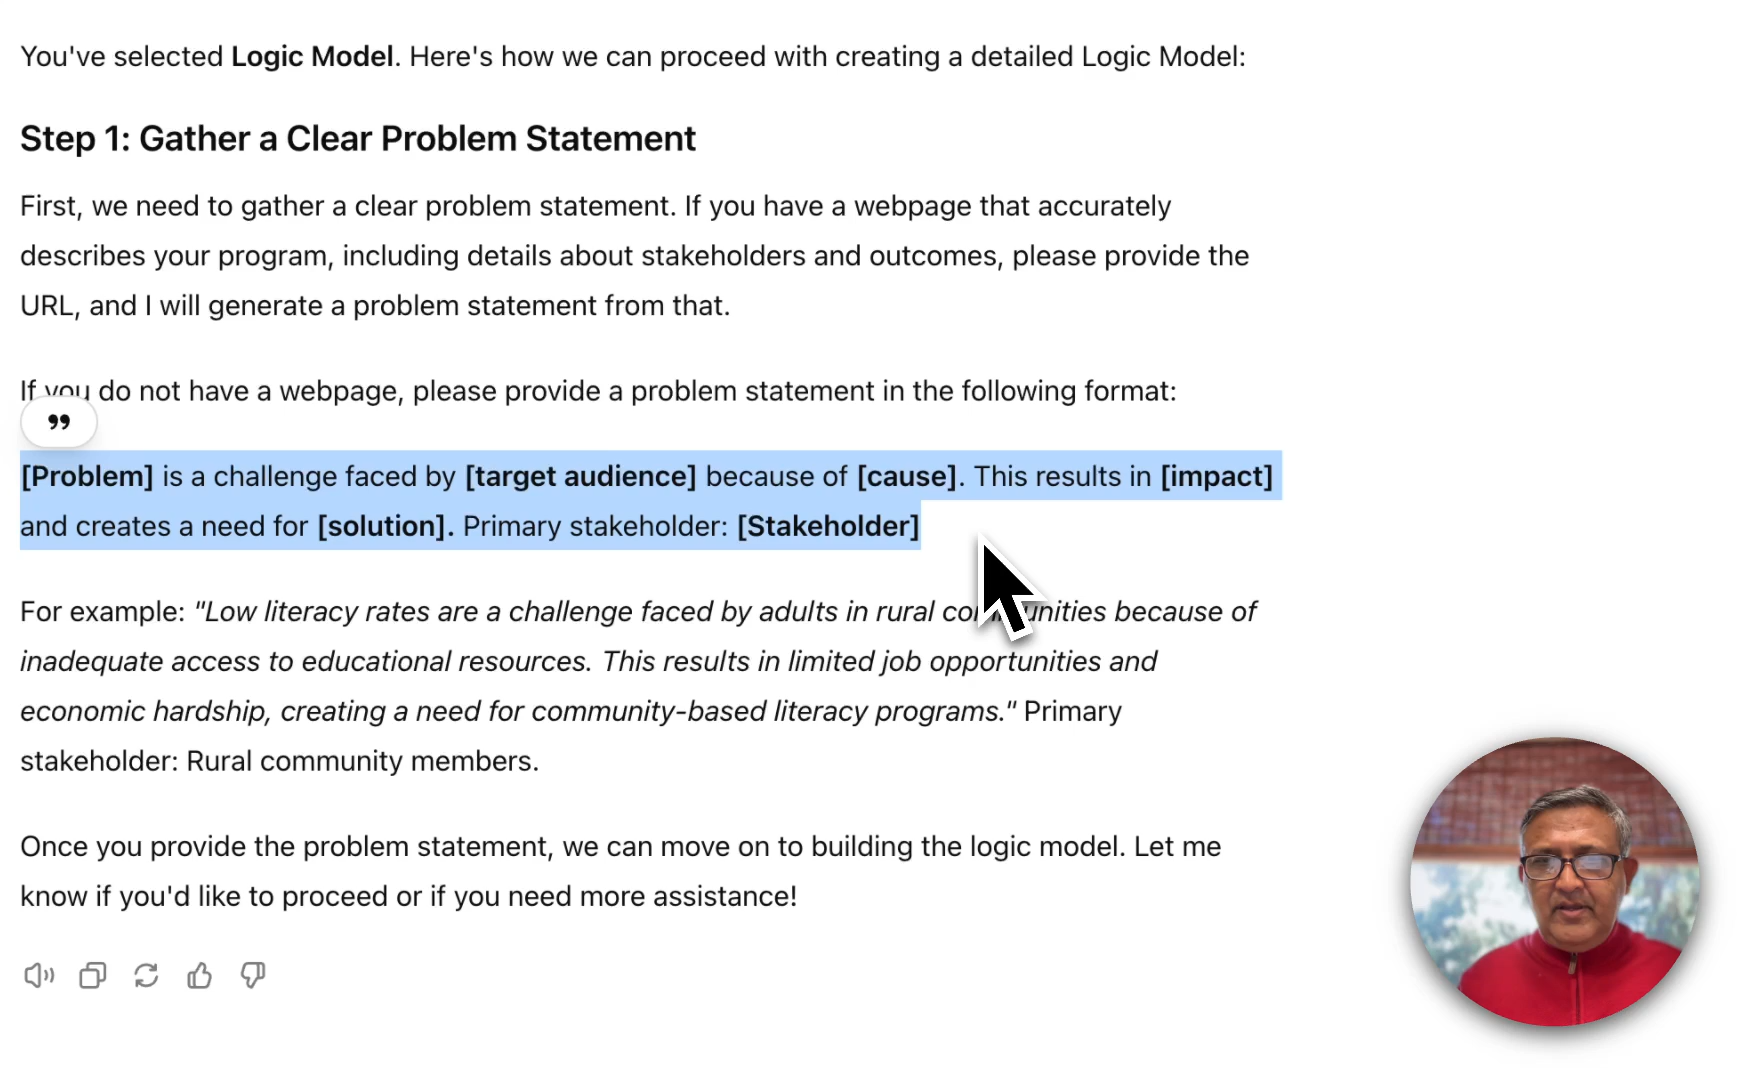 You've selected Logic Model. Here's how we can proceed with creating a detailed Logic Model:
Step 1: Gather a Clear Problem Statement
First, we need to gather a clear problem statement. If you have a webpage that accurately
describes your program, including details about stakeholders and outcomes, please provide the
URL, and I will generate a problem statement from that.
If you do not have a webpage, please provide a problem statement in the following format:
[Problem] is a challenge faced by [target audience] because of [cause]. This results in [impact]
and creates a need for [solution]. Primary stakeholder: [Stakeholder]
For example: "Low literacy rates are a challenge faced by adults in rural communities because of
inadequate access to educational resources. This results in limited job opportunities and
economic hardship, creating a need for community-based literacy programs." Primary
stakeholder: Rural community members.
Once you provide the problem statement, we can move on to building the logic model. Let me
know if you'd like to proceed or if you need more assistance!